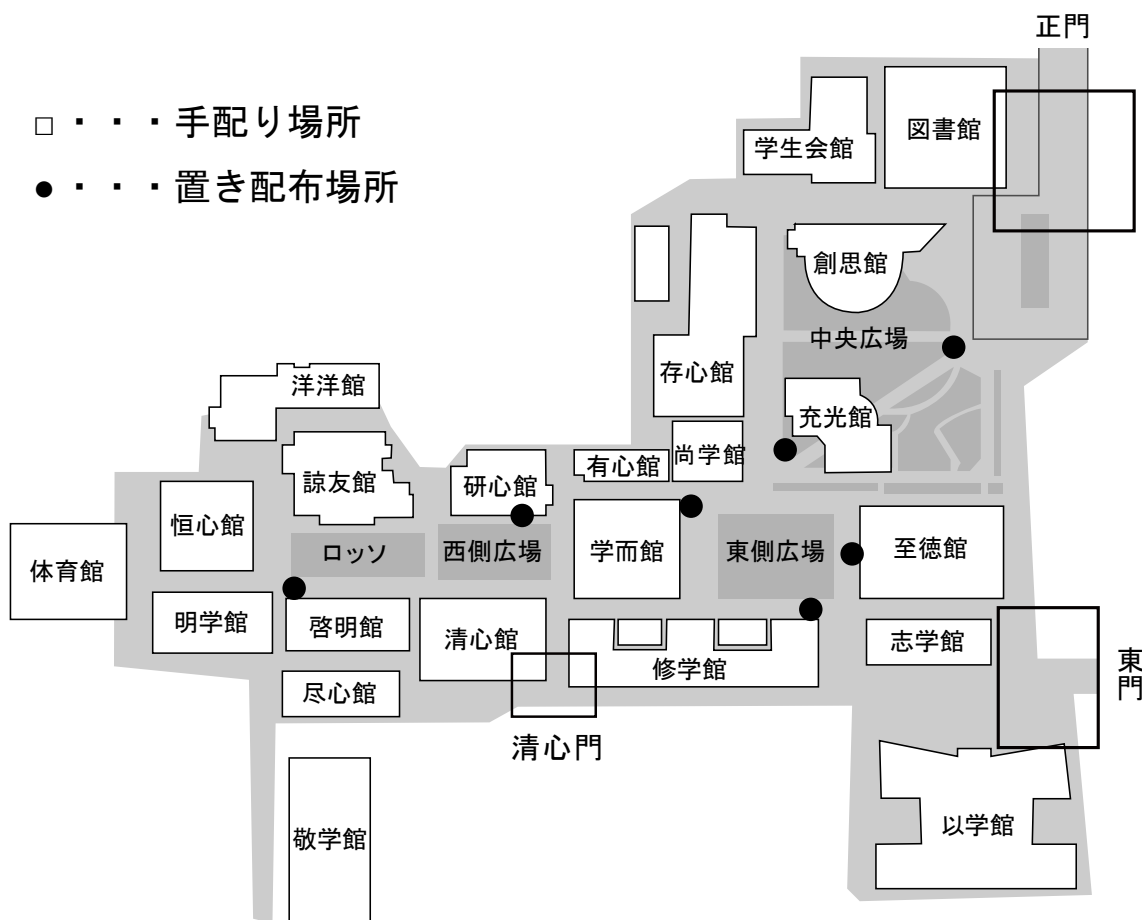 正門
□・・・手配り場所
●・・・置き配布場所
図書館
学生会館
創思館
中央広場
存心館
洋洋館
充光館
尚学館
有心館
諒友館
研心館
恒心館
ロッソ
西側広場
学而館
東側広場
至徳館
体育館
明学館
啓明館
清心館
志学館
修学館
東門
尽心館
清心門
以学館
敬学館